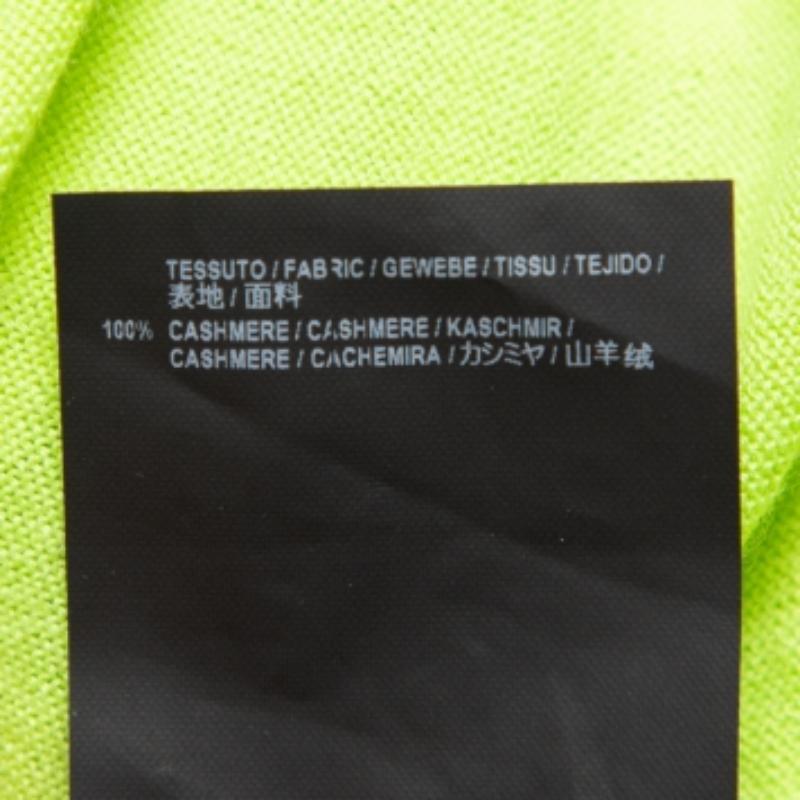 TESSUTO / FABRIC / GEWEBE / TISSU / TEJIDO /
表地 / 面料
100% CASHMERE / CASHMERE / KASCHMIR /
CASHMERE / CACHEMIRA / カシミヤ / 山羊绒